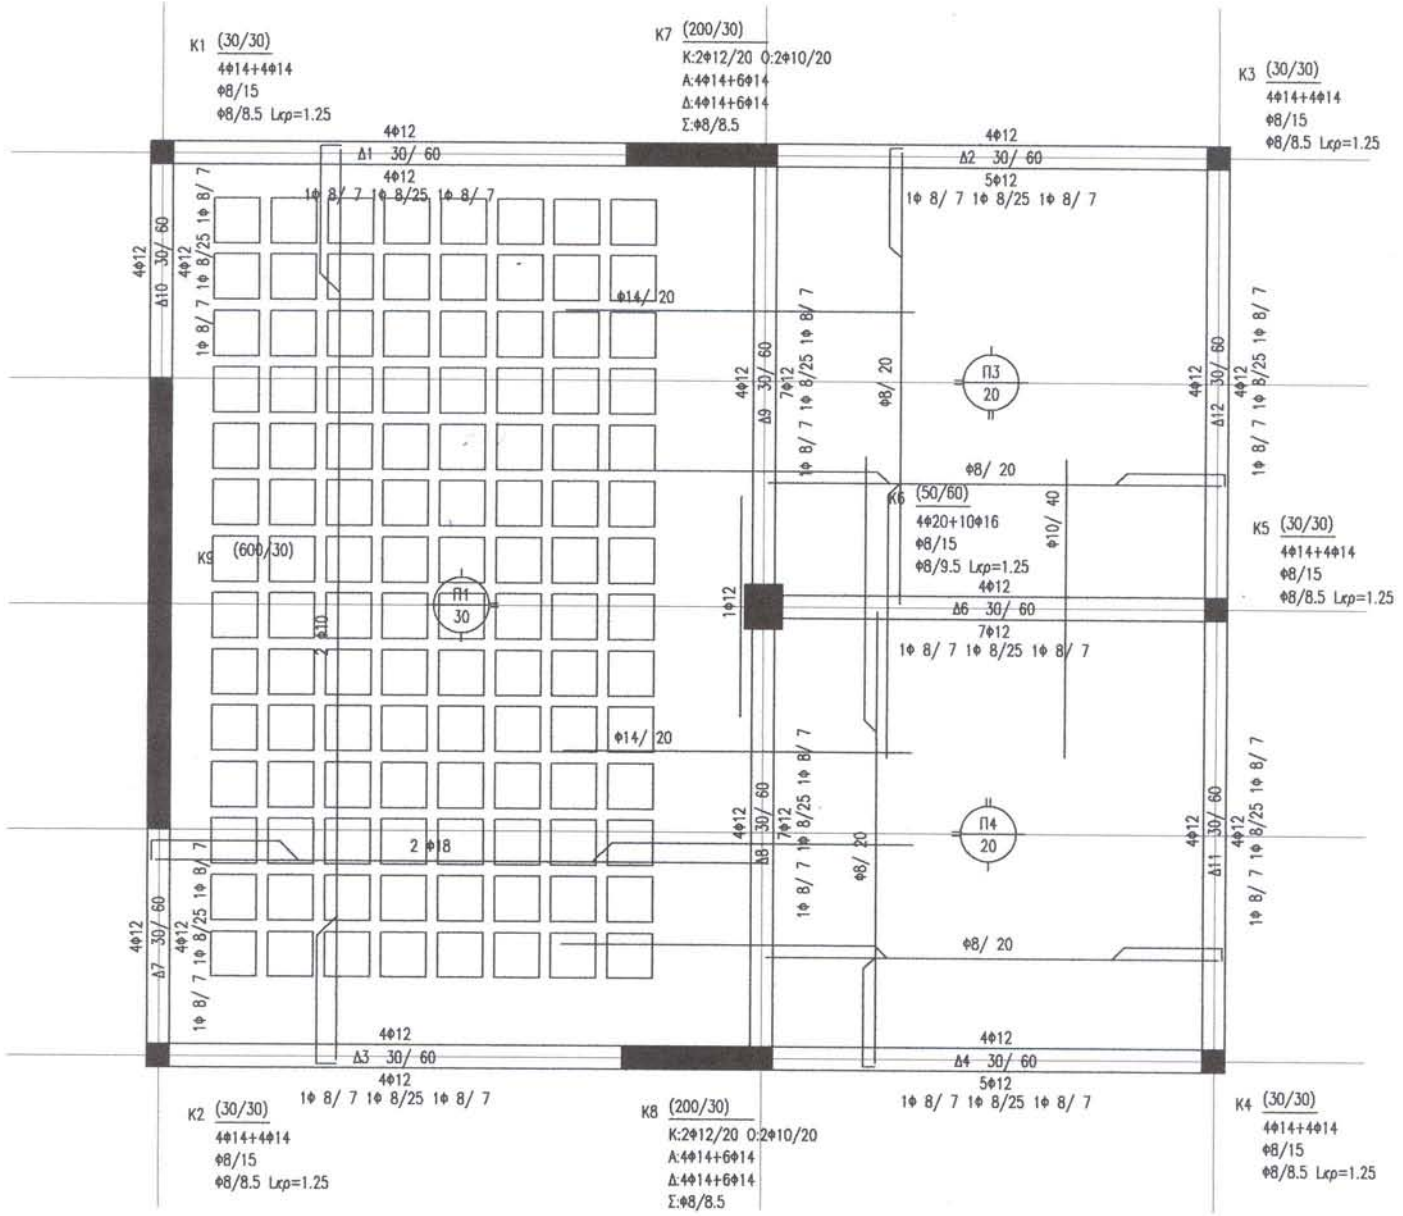 K1 (30/30)
4Φ14+4Φ14
Φ8/15
Φ8/8.5 Lκρ=1.25
K7 (200/30)
K:2Φ12/20 O:2Φ10/20
A:4Φ14+6Φ14
Δ:4Φ14+6Φ14
Σ:Φ8/8.5
K3 (30/30)
4Φ14+4Φ14
Φ8/15
Φ8/8.5 Lκρ=1.25
4Φ12
Δ1 30/ 60
4Φ12
1Φ 8/ 7 1Φ 8/25 1Φ 8/ 7
4Φ12
Δ2 30/ 60
5Φ12
1Φ 8/ 7 1Φ 8/25 1Φ 8/ 7
4Φ12
Δ10 30/ 60
4Φ12
1Φ 8/ 7 1Φ 8/25 1Φ 8/ 7
Φ14/ 20
4Φ12
Δ9 30/ 60
7Φ12
1Φ 8/ 7 1Φ 8/25 1Φ 8/ 7
Φ8/ 20
Π3
20
4Φ12
Δ12 30/ 60
4Φ12
1Φ 8/ 7 1Φ 8/25 1Φ 8/ 7
Φ8/ 20
K6 (50/60)
4Φ20+10Φ16
Φ8/15
Φ8/9.5 Lκρ=1.25
Φ10/ 40
K5 (30/30)
4Φ14+4Φ14
Φ8/15
Φ8/8.5 Lκρ=1.25
K9 (600/30)
Π1
30
2 Φ10
1Φ12
4Φ12
Δ6 30/ 60
7Φ12
1Φ 8/ 7 1Φ 8/25 1Φ 8/ 7
Φ14/ 20
4Φ12
Δ8 30/ 60
7Φ12
1Φ 8/ 7 1Φ 8/25 1Φ 8/ 7
Φ8/ 20
Π4
20
4Φ12
Δ11 30/ 60
4Φ12
1Φ 8/ 7 1Φ 8/25 1Φ 8/ 7
2 Φ18
4Φ12
Δ7 30/ 60
4Φ12
1Φ 8/ 7 1Φ 8/25 1Φ 8/ 7
Φ8/ 20
4Φ12
Δ3 30/ 60
4Φ12
1Φ 8/ 7 1Φ 8/25 1Φ 8/ 7
4Φ12
Δ4 30/ 60
5Φ12
1Φ 8/ 7 1Φ 8/25 1Φ 8/ 7
K2 (30/30)
4Φ14+4Φ14
Φ8/15
Φ8/8.5 Lκρ=1.25
K8 (200/30)
K:2Φ12/20 O:2Φ10/20
A:4Φ14+6Φ14
Δ:4Φ14+6Φ14
Σ:Φ8/8.5
K4 (30/30)
4Φ14+4Φ14
Φ8/15
Φ8/8.5 Lκρ=1.25